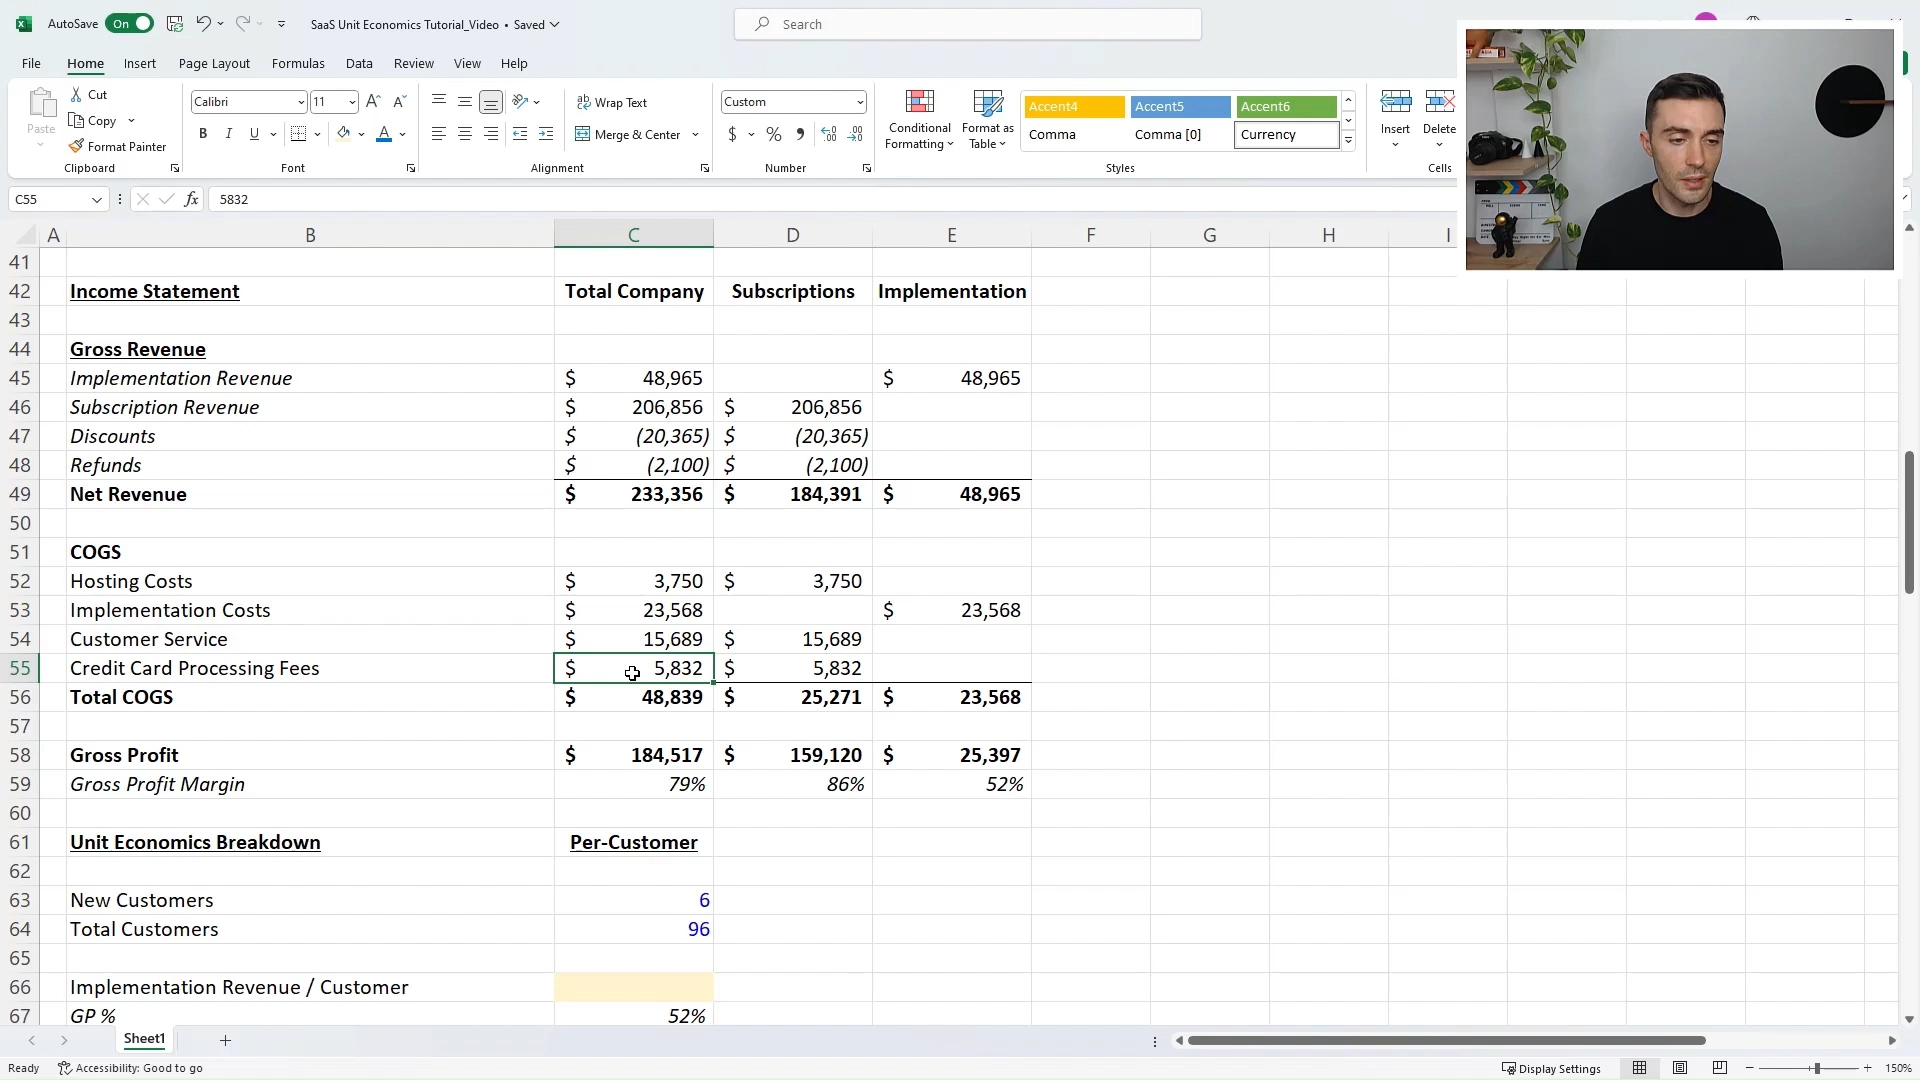 AutoSave On SaaS Unit Economics Tutorial_Video • Saved Search
File Home Insert Page Layout Formulas Data Review View Help
Paste Cut Copy Format Painter Clipboard
Calibri 11 B I U A Font
Wrap Text Merge & Center Alignment
Custom $ % Number
Conditional Formatting Format as Table
Accent4 Accent5 Accent6
Comma Comma [0] Currency
Styles
Insert Delete Cells
C55 fx 5832
A B C D E F G H I
41
42 Income Statement Total Company Subscriptions Implementation
43
44 Gross Revenue
45 Implementation Revenue $ 48,965 $ 48,965
46 Subscription Revenue $ 206,856 $ 206,856
47 Discounts $ (20,365) $ (20,365)
48 Refunds $ (2,100) $ (2,100)
49 Net Revenue $ 233,356 $ 184,391 $ 48,965
50
51 COGS
52 Hosting Costs $ 3,750 $ 3,750
53 Implementation Costs $ 23,568 $ 23,568
54 Customer Service $ 15,689 $ 15,689
55 Credit Card Processing Fees $ 5,832 $ 5,832
56 Total COGS $ 48,839 $ 25,271 $ 23,568
57
58 Gross Profit $ 184,517 $ 159,120 $ 25,397
59 Gross Profit Margin 79% 86% 52%
60
61 Unit Economics Breakdown Per-Customer
62
63 New Customers 6
64 Total Customers 96
65
66 Implementation Revenue / Customer
67 GP % 52%
Sheet1
Ready Accessibility: Good to go Display Settings 150%